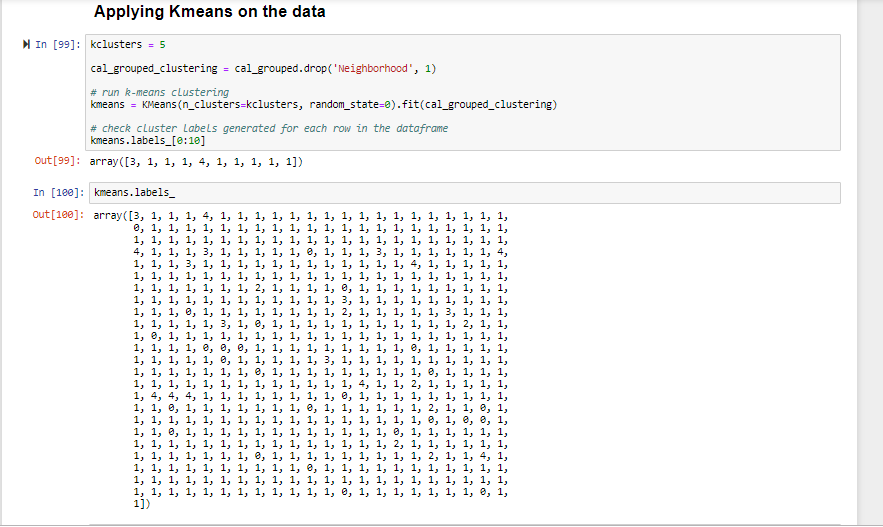 Applying Kmeans on the data
In [99]: kclusters = 5
cal_grouped_clustering = cal_grouped.drop('Neighborhood', 1)
# run k-means clustering
kmeans = KMeans(n_clusters=kclusters, random_state=0).fit(cal_grouped_clustering)
# check cluster labels generated for each row in the dataframe
kmeans.labels_[0:10]
Out[99]: array([3, 1, 1, 1, 4, 1, 1, 1, 1, 1])
In [100]: kmeans.labels_
Out[100]: array([3, 1, 1, 1, 4, 1, 1, 1, 1, 1, 1, 1, 1, 1, 1, 1, 1, 1, 1, 1, 1, 1,
0, 1, 1, 1, 1, 1, 1, 1, 1, 1, 1, 1, 1, 1, 1, 1, 1, 1, 1, 1, 1, 1,
1, 1, 1, 1, 1, 1, 1, 1, 1, 1, 1, 1, 1, 1, 1, 1, 1, 1, 1, 1, 1, 1,
4, 1, 1, 1, 3, 1, 1, 1, 1, 1, 0, 1, 1, 1, 3, 1, 1, 1, 1, 1, 1, 4,
1, 1, 1, 3, 1, 1, 1, 1, 1, 1, 1, 1, 1, 1, 1, 1, 4, 1, 1, 1, 1, 1,
1, 1, 1, 1, 1, 1, 1, 1, 1, 1, 1, 1, 1, 1, 1, 1, 1, 1, 1, 1, 1, 1,
1, 1, 1, 1, 1, 1, 1, 2, 1, 1, 1, 1, 0, 1, 1, 1, 1, 1, 1, 1, 1, 1,
1, 1, 1, 1, 1, 1, 1, 1, 1, 1, 1, 1, 3, 1, 1, 1, 1, 1, 1, 1, 1, 1,
1, 1, 1, 0, 1, 1, 1, 1, 1, 1, 1, 1, 2, 1, 1, 1, 1, 1, 3, 1, 1, 1,
1, 1, 1, 1, 1, 3, 1, 0, 1, 1, 1, 1, 1, 1, 1, 1, 1, 1, 1, 2, 1, 1,
1, 0, 1, 1, 1, 1, 1, 1, 1, 1, 1, 1, 1, 1, 1, 1, 1, 1, 1, 1, 1, 1,
1, 1, 1, 1, 0, 0, 0, 1, 1, 1, 1, 1, 1, 1, 1, 1, 0, 1, 1, 1, 1, 1,
1, 1, 1, 1, 1, 0, 1, 1, 1, 1, 1, 3, 1, 1, 1, 1, 1, 1, 1, 1, 1, 1,
1, 1, 1, 1, 1, 1, 1, 0, 1, 1, 1, 1, 1, 1, 1, 1, 1, 0, 1, 1, 1, 1,
1, 1, 1, 1, 1, 1, 1, 1, 1, 1, 1, 1, 1, 4, 1, 1, 2, 1, 1, 1, 1, 1,
1, 4, 4, 4, 1, 1, 1, 1, 1, 1, 1, 1, 0, 1, 1, 1, 1, 1, 1, 1, 1, 1,
1, 1, 0, 1, 1, 1, 1, 1, 1, 1, 0, 1, 1, 1, 1, 1, 1, 2, 1, 1, 0, 1,
1, 1, 1, 1, 1, 1, 1, 1, 1, 1, 1, 1, 1, 1, 1, 1, 1, 0, 1, 0, 0, 1,
1, 1, 0, 1, 1, 1, 1, 1, 1, 1, 1, 1, 1, 1, 1, 0, 1, 1, 1, 1, 1, 1,
1, 1, 1, 1, 1, 1, 1, 1, 1, 1, 1, 1, 1, 1, 1, 2, 1, 1, 1, 1, 1, 1,
1, 1, 1, 1, 1, 1, 1, 0, 1, 1, 1, 1, 1, 1, 1, 1, 1, 2, 1, 1, 4, 1,
1, 1, 1, 1, 1, 1, 1, 1, 1, 1, 0, 1, 1, 1, 1, 1, 1, 1, 1, 1, 1, 1,
1, 1, 1, 1, 1, 1, 1, 1, 1, 1, 1, 1, 1, 1, 1, 1, 1, 1, 1, 1, 1, 1,
1, 1, 1, 1, 1, 1, 1, 1, 1, 1, 1, 1, 0, 1, 1, 1, 1, 1, 1, 1, 0, 1,
1])